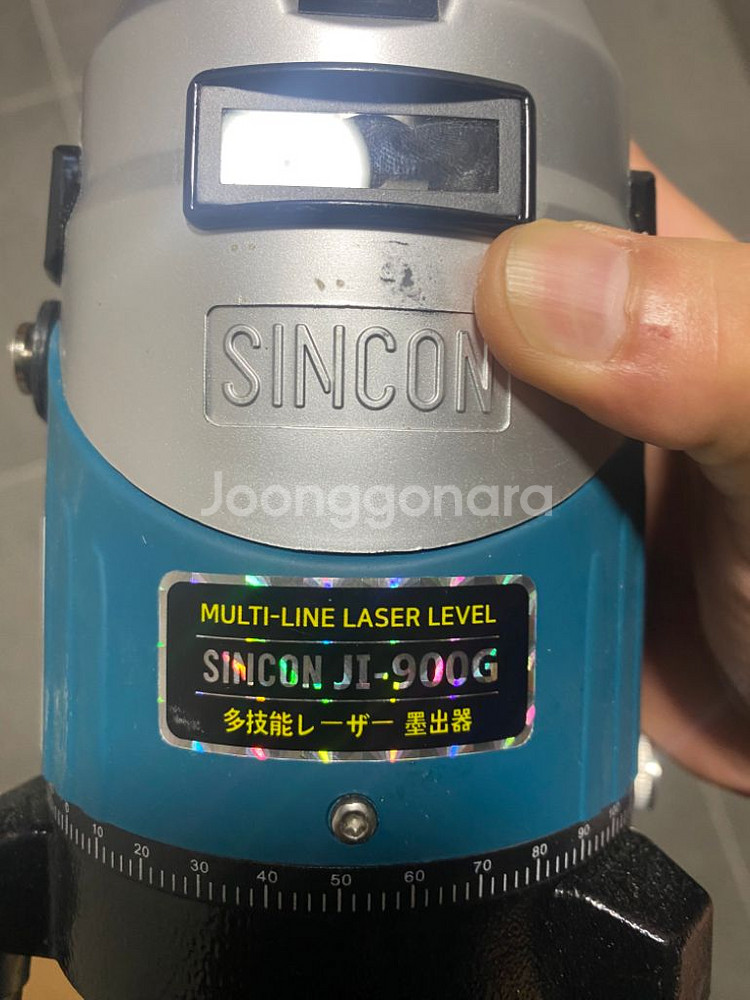 SINCON
Joonggonara
MULTI-LINE LASER LEVEL
SINCON JI-900G
多技能レーザー 墨出器
0 10 20 30 40 50 60 70 80 90 100